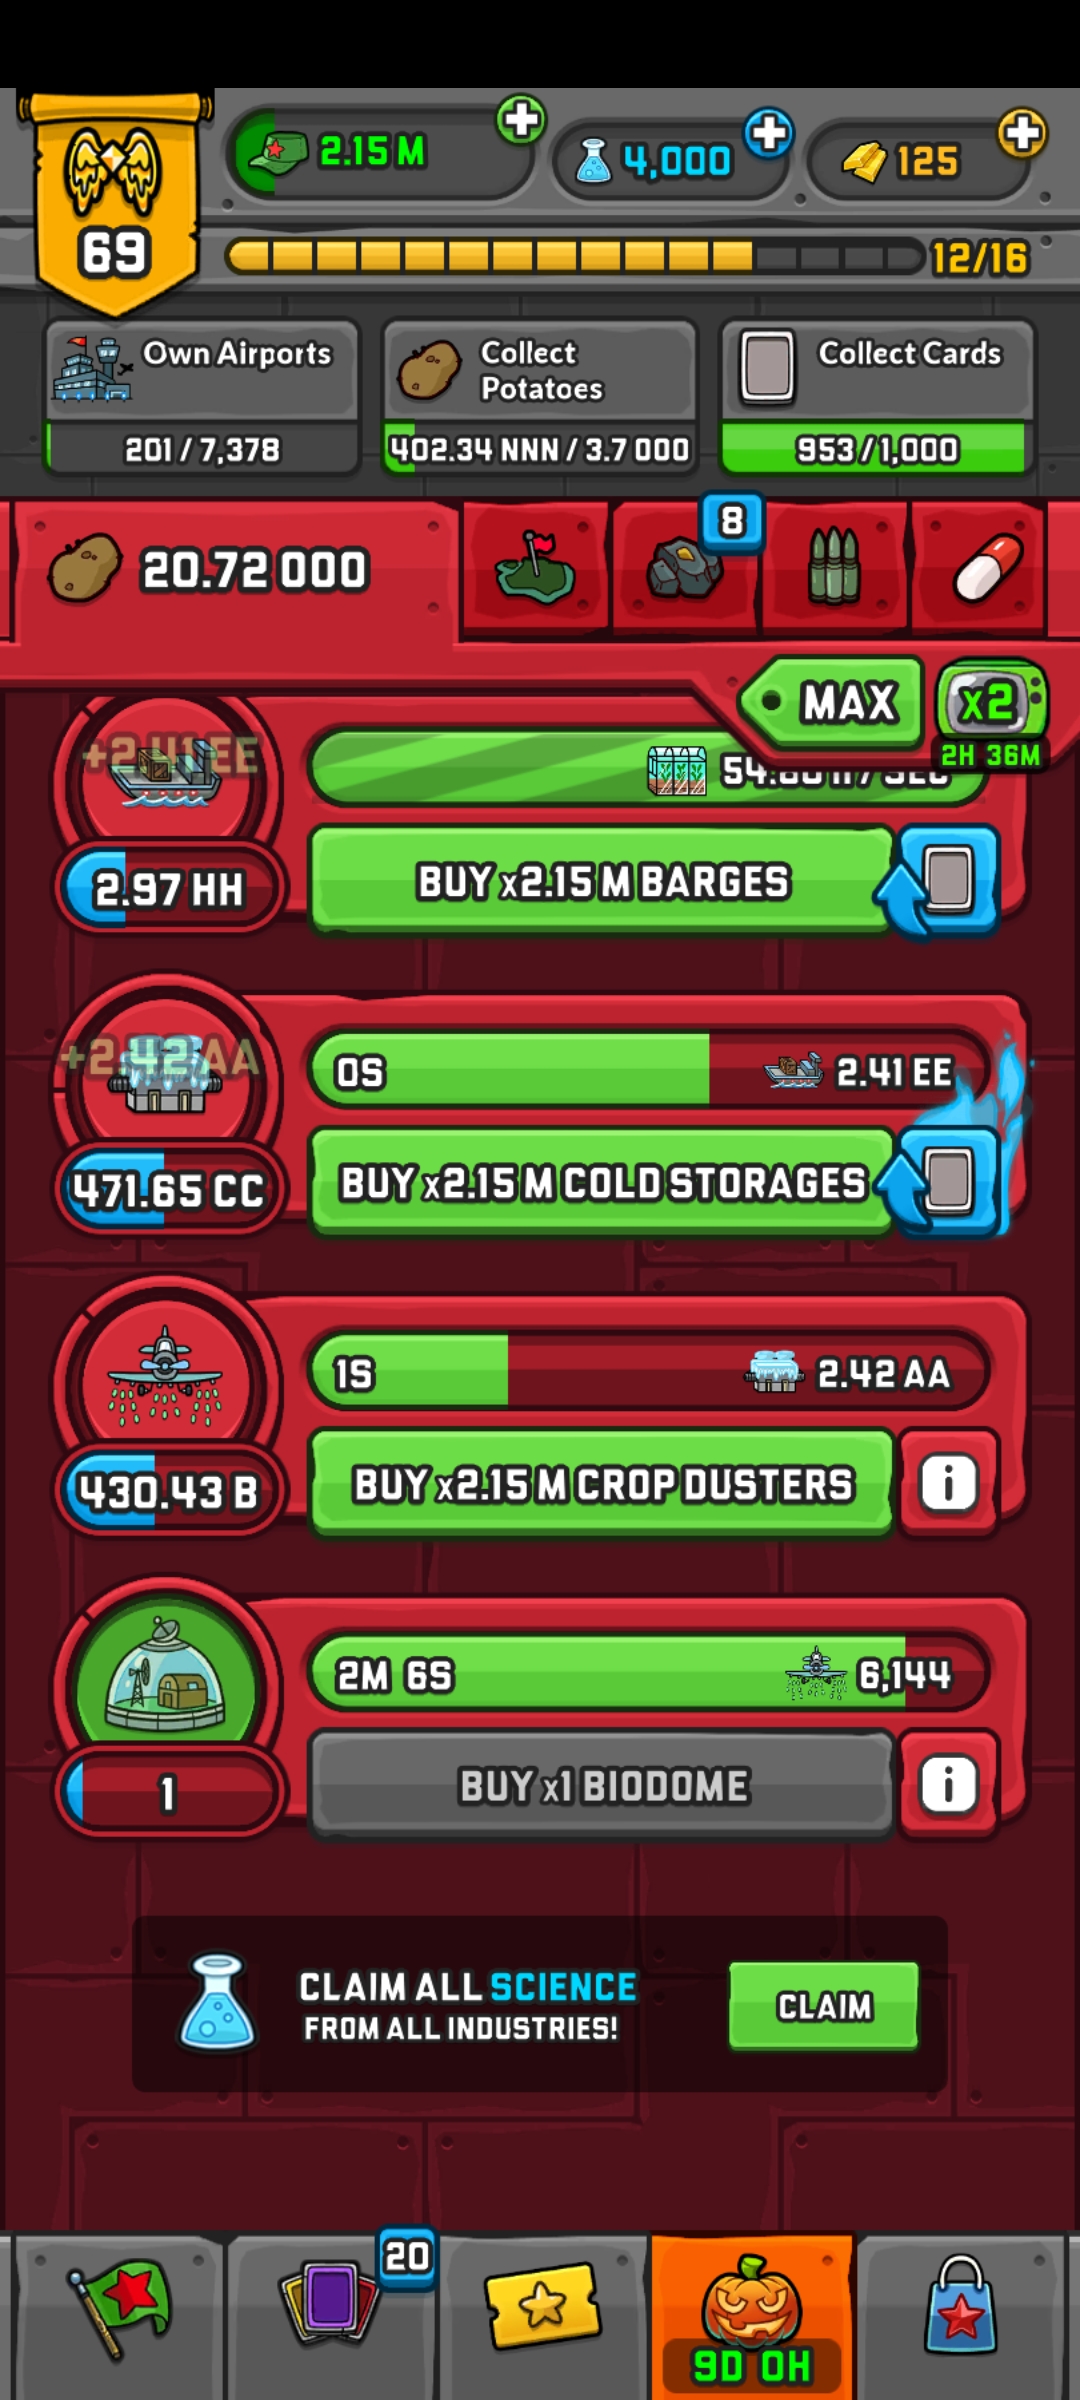 69
2.15 M
4,000
125
12/16
Own Airports
201 / 7,378
Collect
Potatoes
402.34 NNN / 3.7 OOO
Collect Cards
953 / 1,000
20.72 OOO
8
MAX
x2
2H 36M
+2.41 EE
2.97 HH
BUY x2.15 M BARGES
+2.42 AA
0S
2.41 EE
471.65 CC
BUY x2.15 M COLD STORAGES
1S
2.42 AA
430.43 B
BUY x2.15 M CROP DUSTERS
i
2M 6S
6,144
1
BUY x1 BIODOME
i
CLAIM ALL SCIENCE
FROM ALL INDUSTRIES!
CLAIM
20
9D 0H